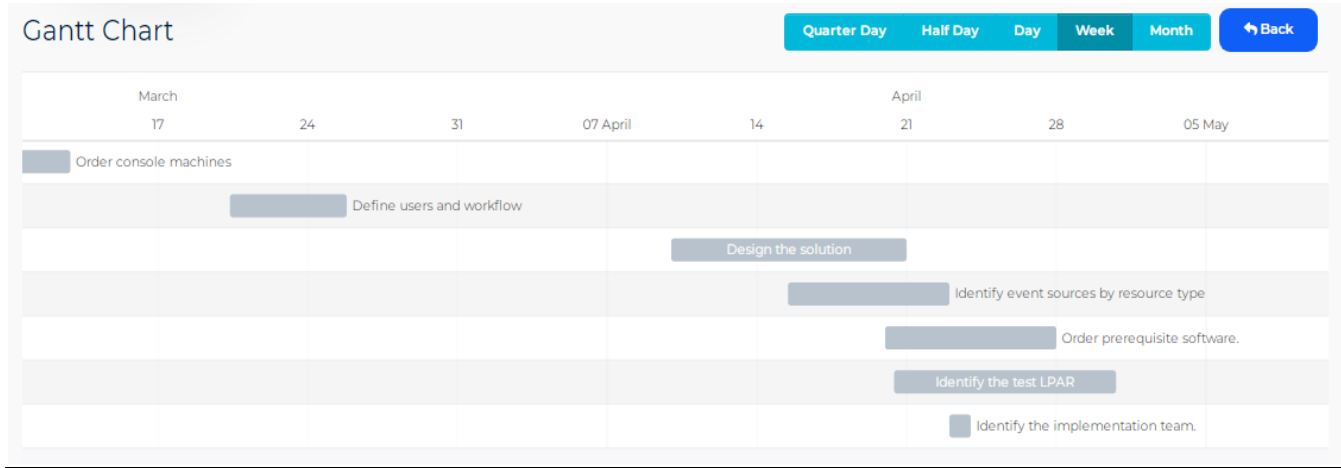 Gantt Chart
Quarter Day Half Day Day Week Month Back
March April
17 24 31 07 April 14 21 28 05 May
Order console machines
Define users and workflow
Design the solution
Identify event sources by resource type
Order prerequisite software.
Identify the test LPAR
Identify the implementation team.